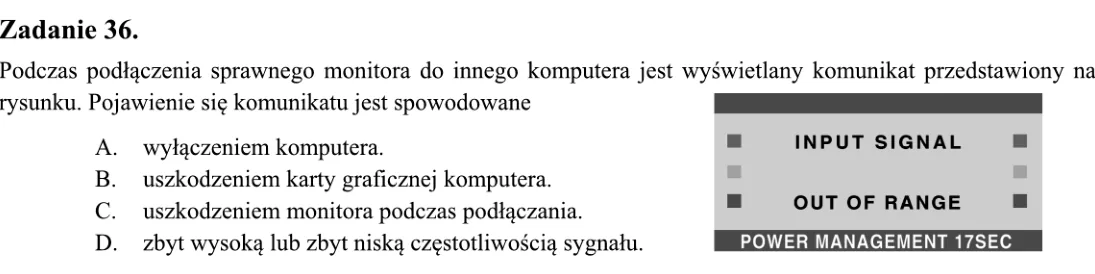 Zadanie 36.
Podczas podłączenia sprawnego monitora do innego komputera jest wyświetlany komunikat przedstawiony na
rysunku. Pojawienie się komunikatu jest spowodowane
A. wyłączeniem komputera.
B. uszkodzeniem karty graficznej komputera.
C. uszkodzeniem monitora podczas podłączania.
D. zbyt wysoką lub zbyt niską częstotliwością sygnału.
INPUT SIGNAL
OUT OF RANGE
POWER MANAGEMENT 17SEC